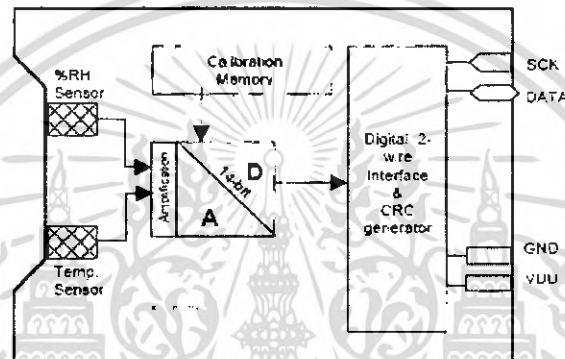 %RH
Sensor
Calibration
Memory
SCK
DATA
Digital 2-
wire
Interface
&
CRC
generator
Amplification
14-bit
D
A
Temp.
Sensor
GND
VDD